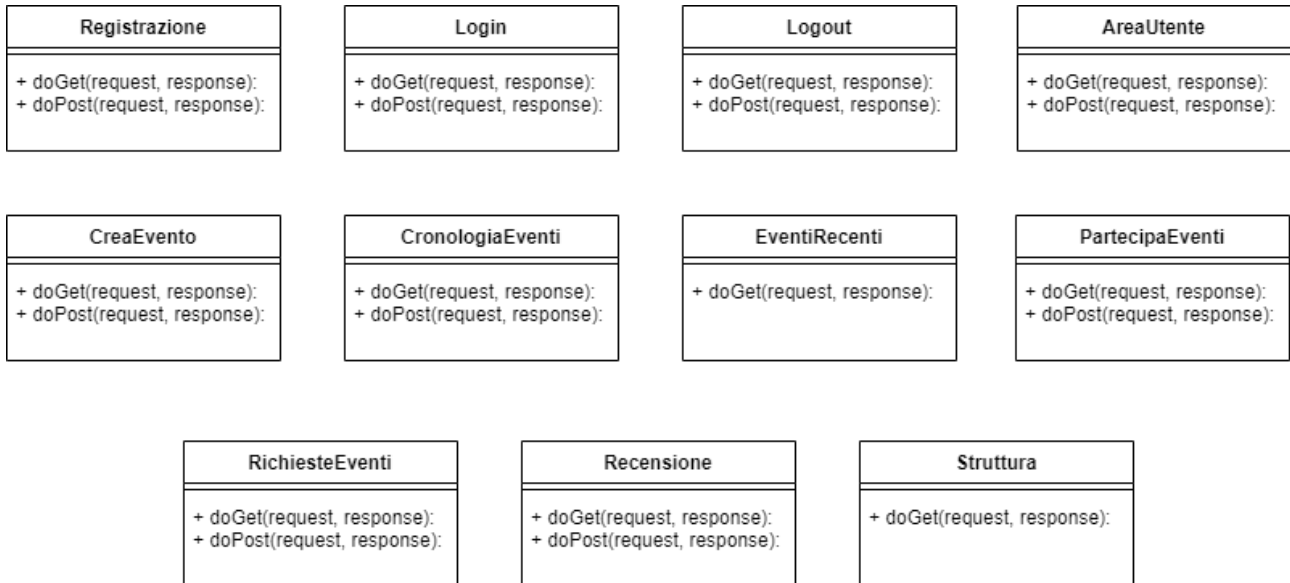 Registrazione
+ doGet(request, response):
+ doPost(request, response):
Login
+ doGet(request, response):
+ doPost(request, response):
Logout
+ doGet(request, response):
+ doPost(request, response):
AreaUtente
+ doGet(request, response):
+ doPost(request, response):
CreaEvento
+ doGet(request, response):
+ doPost(request, response):
CronologiaEventi
+ doGet(request, response):
+ doPost(request, response):
EventiRecenti
+ doGet(request, response):
PartecipaEventi
+ doGet(request, response):
+ doPost(request, response):
RichiesteEventi
+ doGet(request, response):
+ doPost(request, response):
Recensione
+ doGet(request, response):
+ doPost(request, response):
Struttura
+ doGet(request, response):